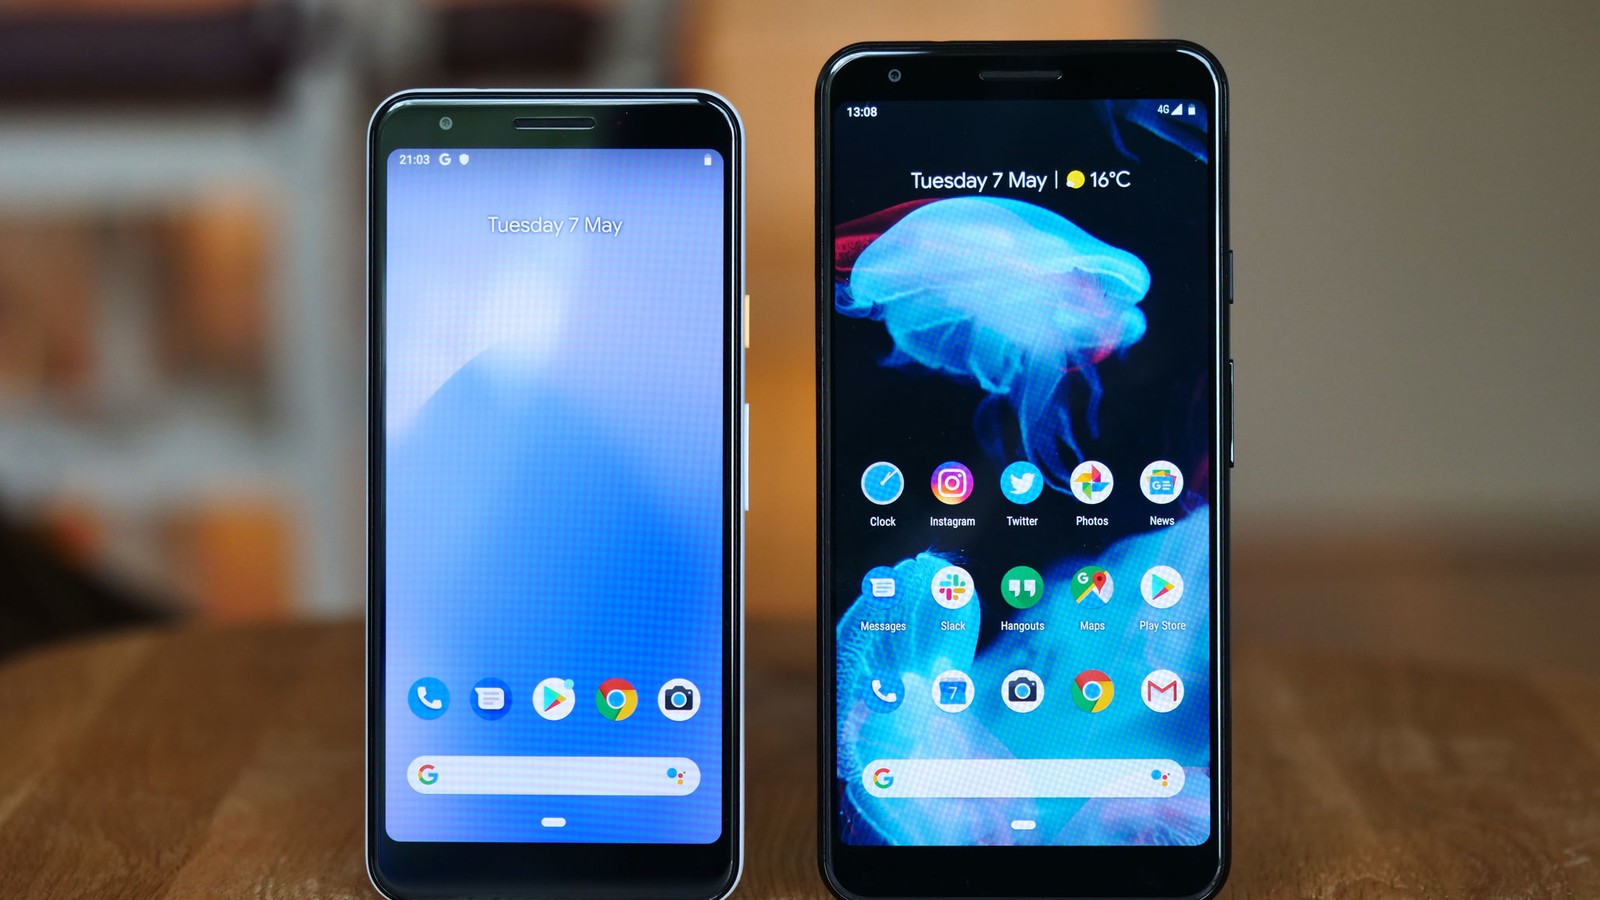 21:03
Tuesday 7 May
13:08
4G
Tuesday 7 May | 16°C
Clock
Instagram
Twitter
Photos
News
Messages
Slack
Hangouts
Maps
Play Store
7